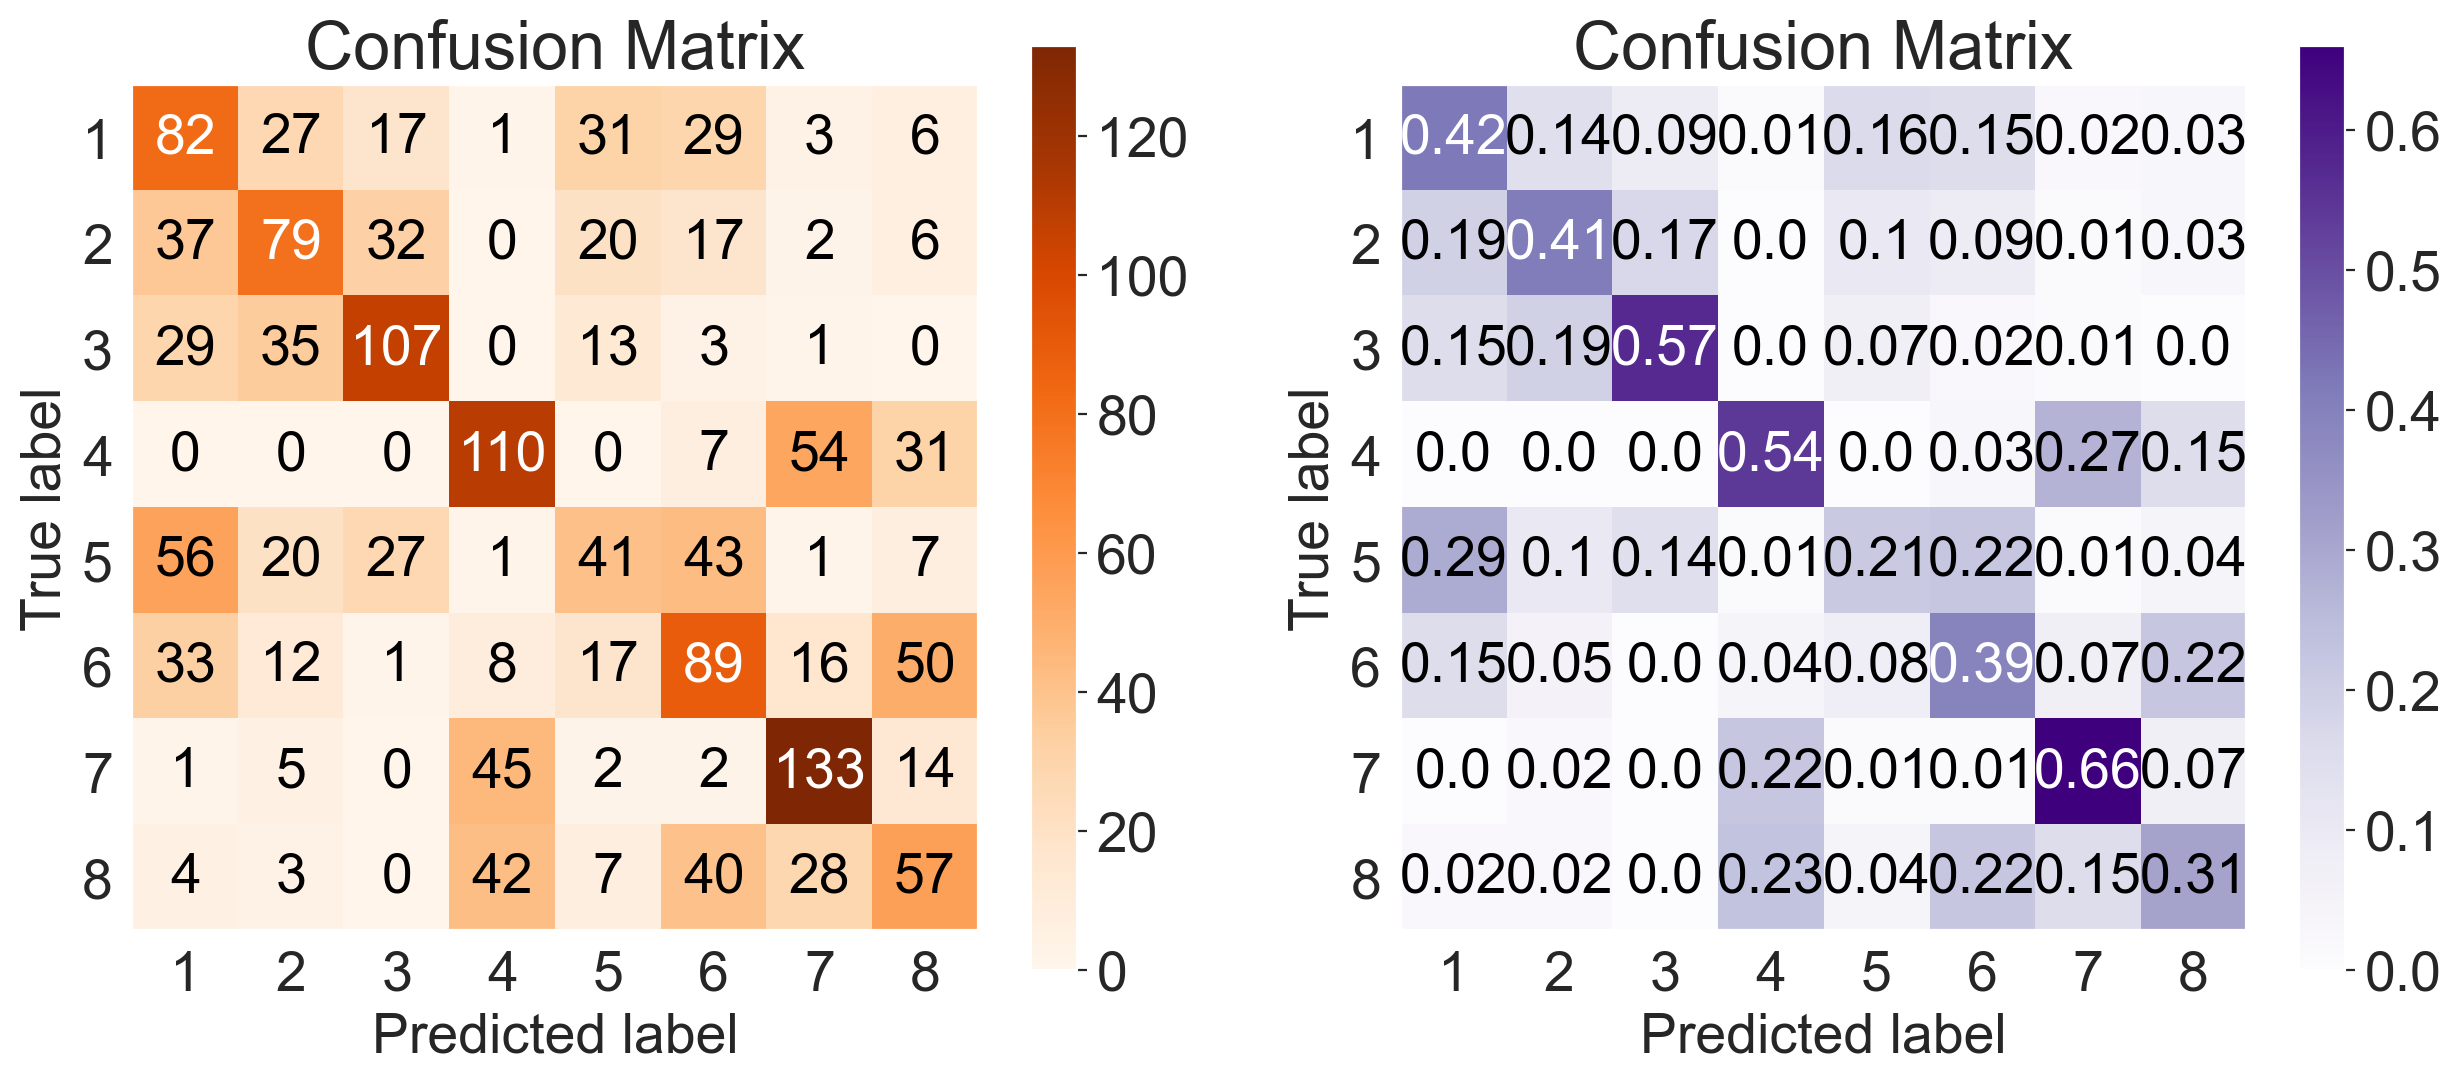 Confusion Matrix
1 82 27 17 1 31 29 3 6
2 37 79 32 0 20 17 2 6
3 29 35 107 0 13 3 1 0
4 0 0 0 110 0 7 54 31
5 56 20 27 1 41 43 1 7
6 33 12 1 8 17 89 16 50
7 1 5 0 45 2 2 133 14
8 4 3 0 42 7 40 28 57
1 2 3 4 5 6 7 8
Predicted label
True label
120
100
80
60
40
20
0
Confusion Matrix
1 0.42 0.14 0.09 0.01 0.16 0.15 0.02 0.03
2 0.19 0.41 0.17 0.0 0.1 0.09 0.01 0.03
3 0.15 0.19 0.57 0.0 0.07 0.02 0.01 0.0
4 0.0 0.0 0.0 0.54 0.0 0.03 0.27 0.15
5 0.29 0.1 0.14 0.01 0.21 0.22 0.01 0.04
6 0.15 0.05 0.0 0.04 0.08 0.39 0.07 0.22
7 0.0 0.02 0.0 0.22 0.01 0.01 0.66 0.07
8 0.02 0.02 0.0 0.23 0.04 0.22 0.15 0.31
1 2 3 4 5 6 7 8
Predicted label
True label
0.6
0.5
0.4
0.3
0.2
0.1
0.0